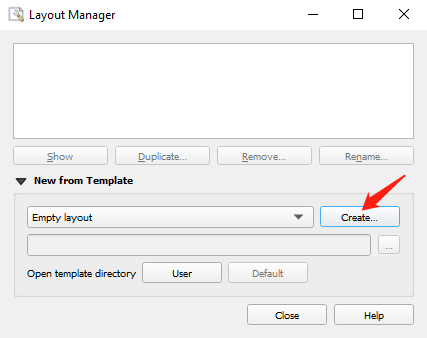 Layout Manager
Show Duplicate... Remove... Rename...
New from Template
Empty layout Create...
...
Open template directory User Default
Close Help